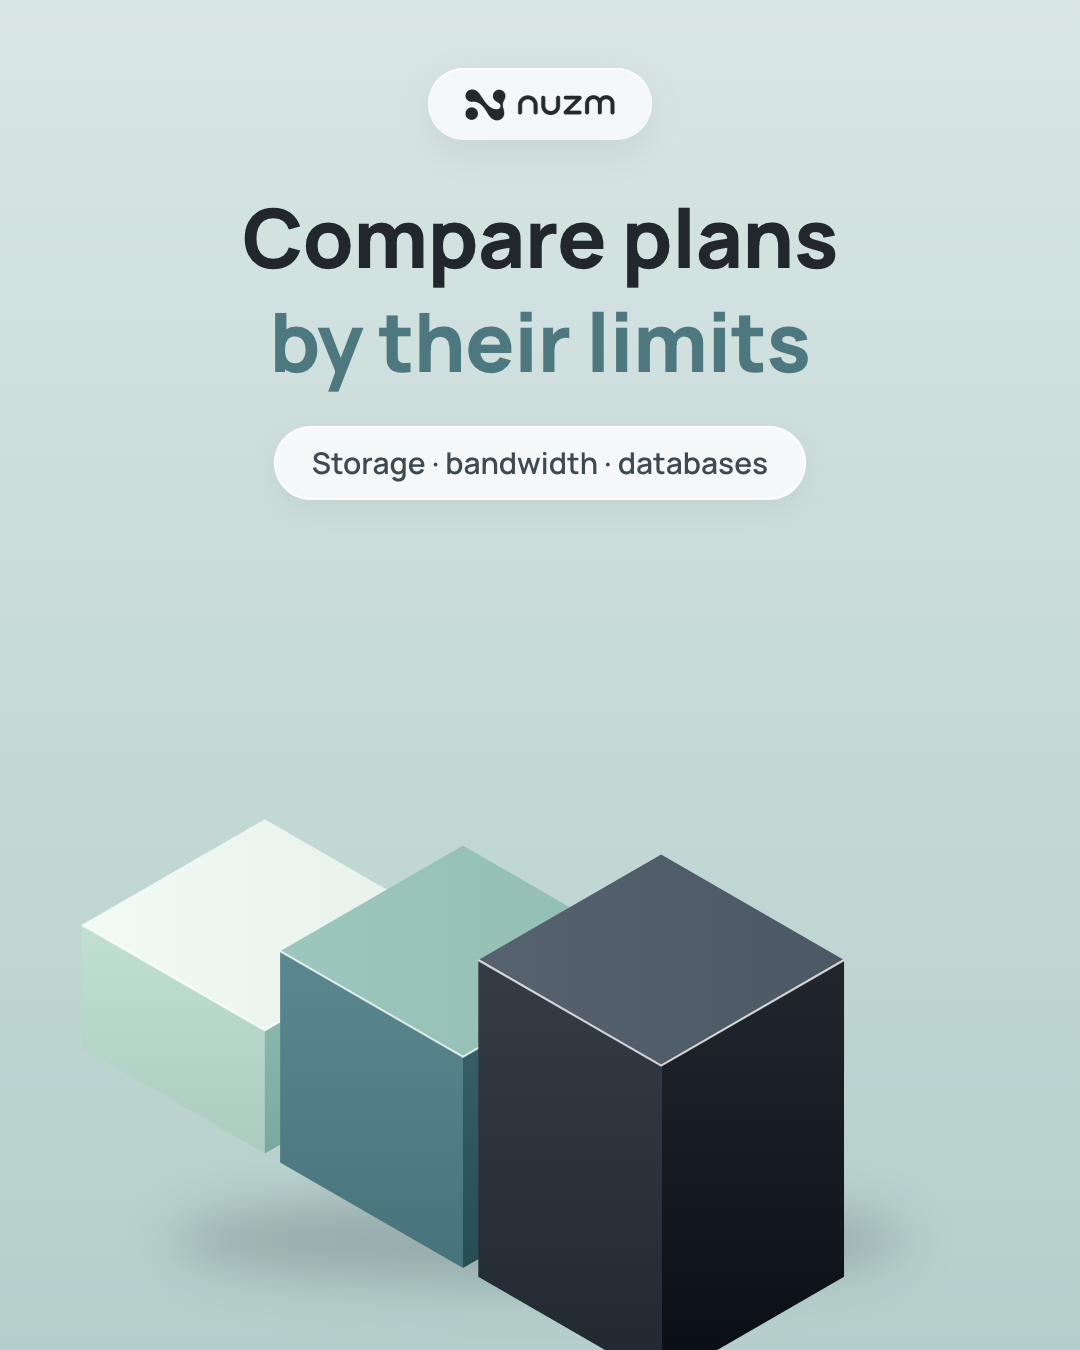 nuzm
Compare plans
by their limits
Storage · bandwidth · databases